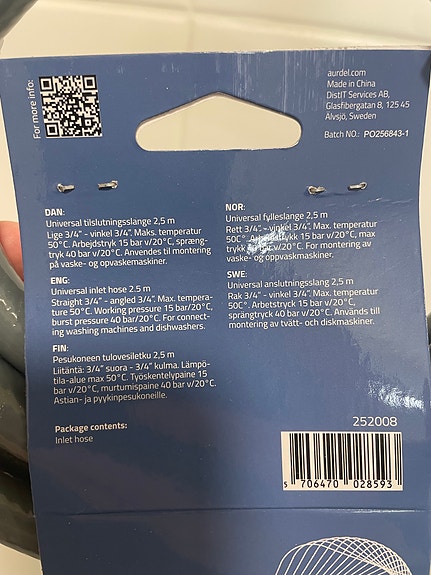 For more info:
aurdel.com
Made in China
DistIT Services AB,
Glasfibergatan 8, 125 45
Älvsjö, Sweden
Batch NO.: PO256843-1
DAN:
Universal tilslutningsslange 2,5 m
Lige 3/4" - vinkel 3/4". Maks. temperatur
50°C. Arbejdstryk 15 bar v/20°C, spræng-
tryk 40 bar v/20°C. Anvendes til montering
på vaske- og opvaskemaskiner.
ENG:
Universal inlet hose 2,5 m
Straight 3/4" - angled 3/4". Max. tempera-
ture 50°C. Working pressure 15 bar/20°C,
burst pressure 40 bar/20°C. For connect-
ing washing machines and dishwashers.
FIN:
Pesukoneen tulovesiletku 2,5 m
Liitäntä: 3/4" suora - 3/4" kulma. Lämpö-
tila-alue max 50°C. Työskentelypaine 15
bar v/20°C, murtumispaine 40 bar v/20°C.
Astian- ja pyykinpesukoneille.
Package contents:
Inlet hose
NOR:
Universal fylleslange 2,5 m
Rett 3/4" - vinkel 3/4". Max. temperatur
50C°. Arbeidstrykk 15 bar v/20°C, max
trykk 40 bar v/20°C. For montering av
vaske- og oppvaskmaskiner.
SWE:
Universal anslutningsslang 2,5 m
Rak 3/4" - vinkel 3/4". Max. temperatur
50°C. Arbetstryck 15 bar v/20°C,
sprängtryck 40 bar v/20°C. Används till
montering av tvätt- och diskmaskiner.
252008
5 706470 028593